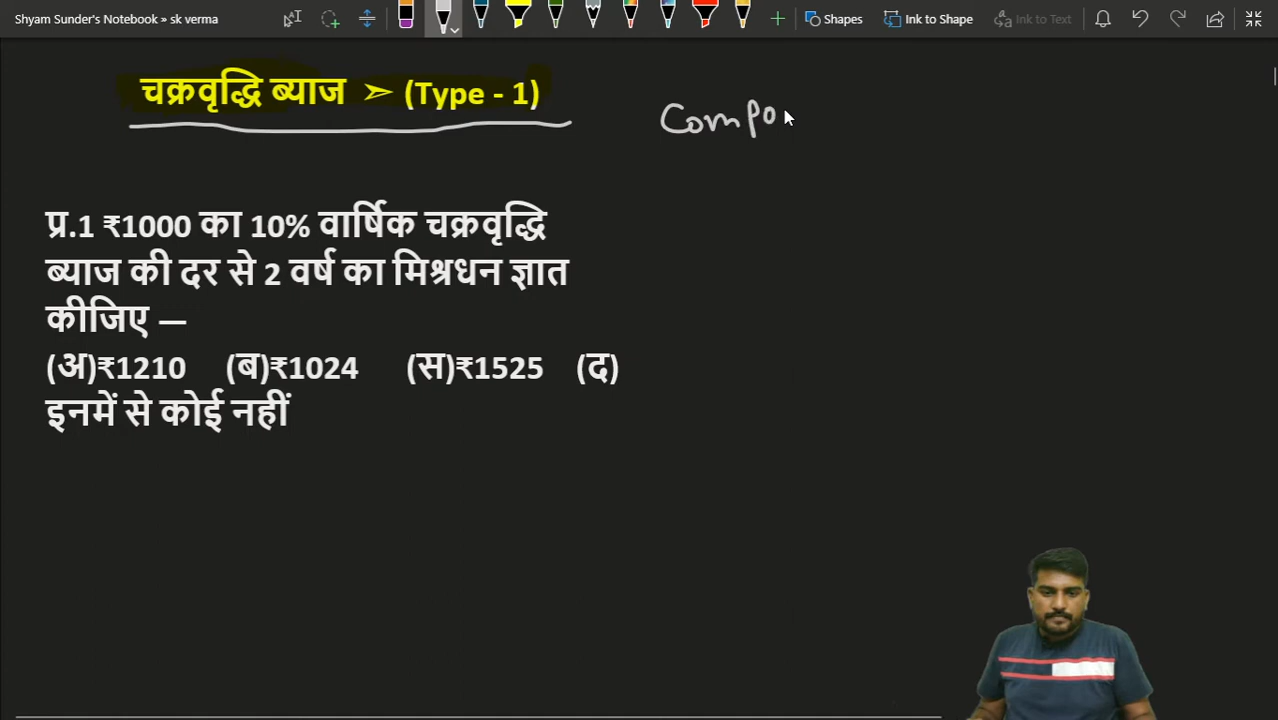 Shyam Sunder's Notebook » sk verma
Shapes
Ink to Shape
Ink to Text
चक्रवृद्धि ब्याज ➢ (Type - 1)
Compo
प्र.1 ₹1000 का 10% वार्षिक चक्रवृद्धि
ब्याज की दर से 2 वर्ष का मिश्रधन ज्ञात
कीजिए —
(अ)₹1210 (ब)₹1024 (स)₹1525 (द)
इनमें से कोई नहीं